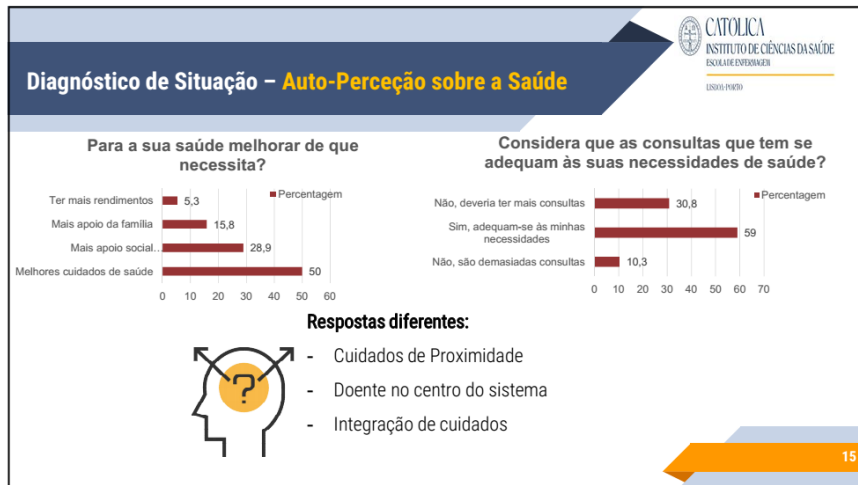 CATOLICA
INSTITUTO DE CIÊNCIAS DA SAÚDE
ESCOLA DE ENFERMAGEM
LISBOA·PORTO
Diagnóstico de Situação – Auto-Perceção sobre a Saúde
Para a sua saúde melhorar de que
necessita?
Percentagem
Ter mais rendimentos 5,3
Mais apoio da família 15,8
Mais apoio social… 28,9
Melhores cuidados de saúde 50
0 10 20 30 40 50 60
Considera que as consultas que tem se
adequam às suas necessidades de saúde?
Percentagem
Não, deveria ter mais consultas 30,8
Sim, adequam-se às minhas
necessidades 59
Não, são demasiadas consultas 10,3
0 10 20 30 40 50 60 70
Respostas diferentes:
- Cuidados de Proximidade
- Doente no centro do sistema
- Integração de cuidados
?
15